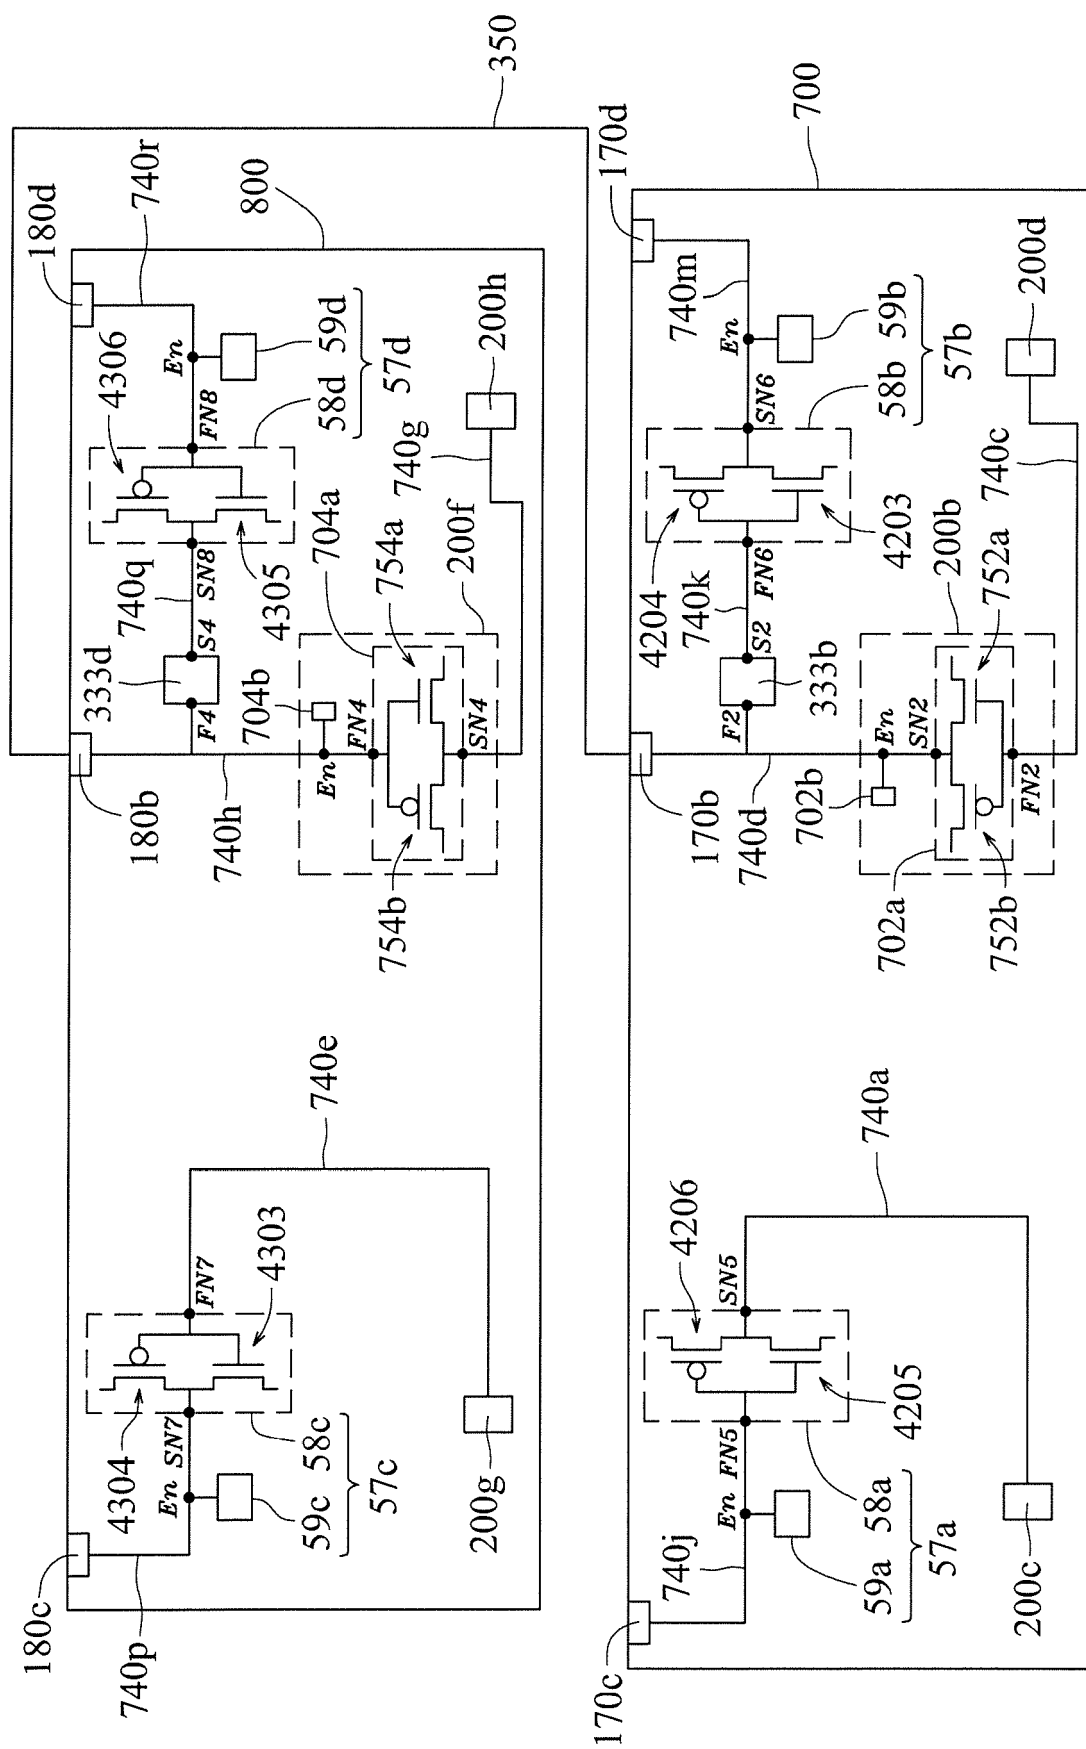 180c
740p
4304
En
SN7
FN7
4303
59c
58c
57c
740e
200g
180b
740h
333d
F4
S4
740q
SN8
4305
4306
FN8
En
180d
740r
800
350
58d
59d
57d
704b
En
FN4
704a
754a
754b
SN4
200f
740g
200h
170c
740j
En
FN5
SN5
4206
4205
59a
58a
57a
740a
200c
170b
740d
F2
S2
333b
740k
FN6
4204
4203
SN6
En
740m
170d
700
58b
59b
57b
702b
En
SN2
702a
752b
FN2
200b
752a
740c
200d